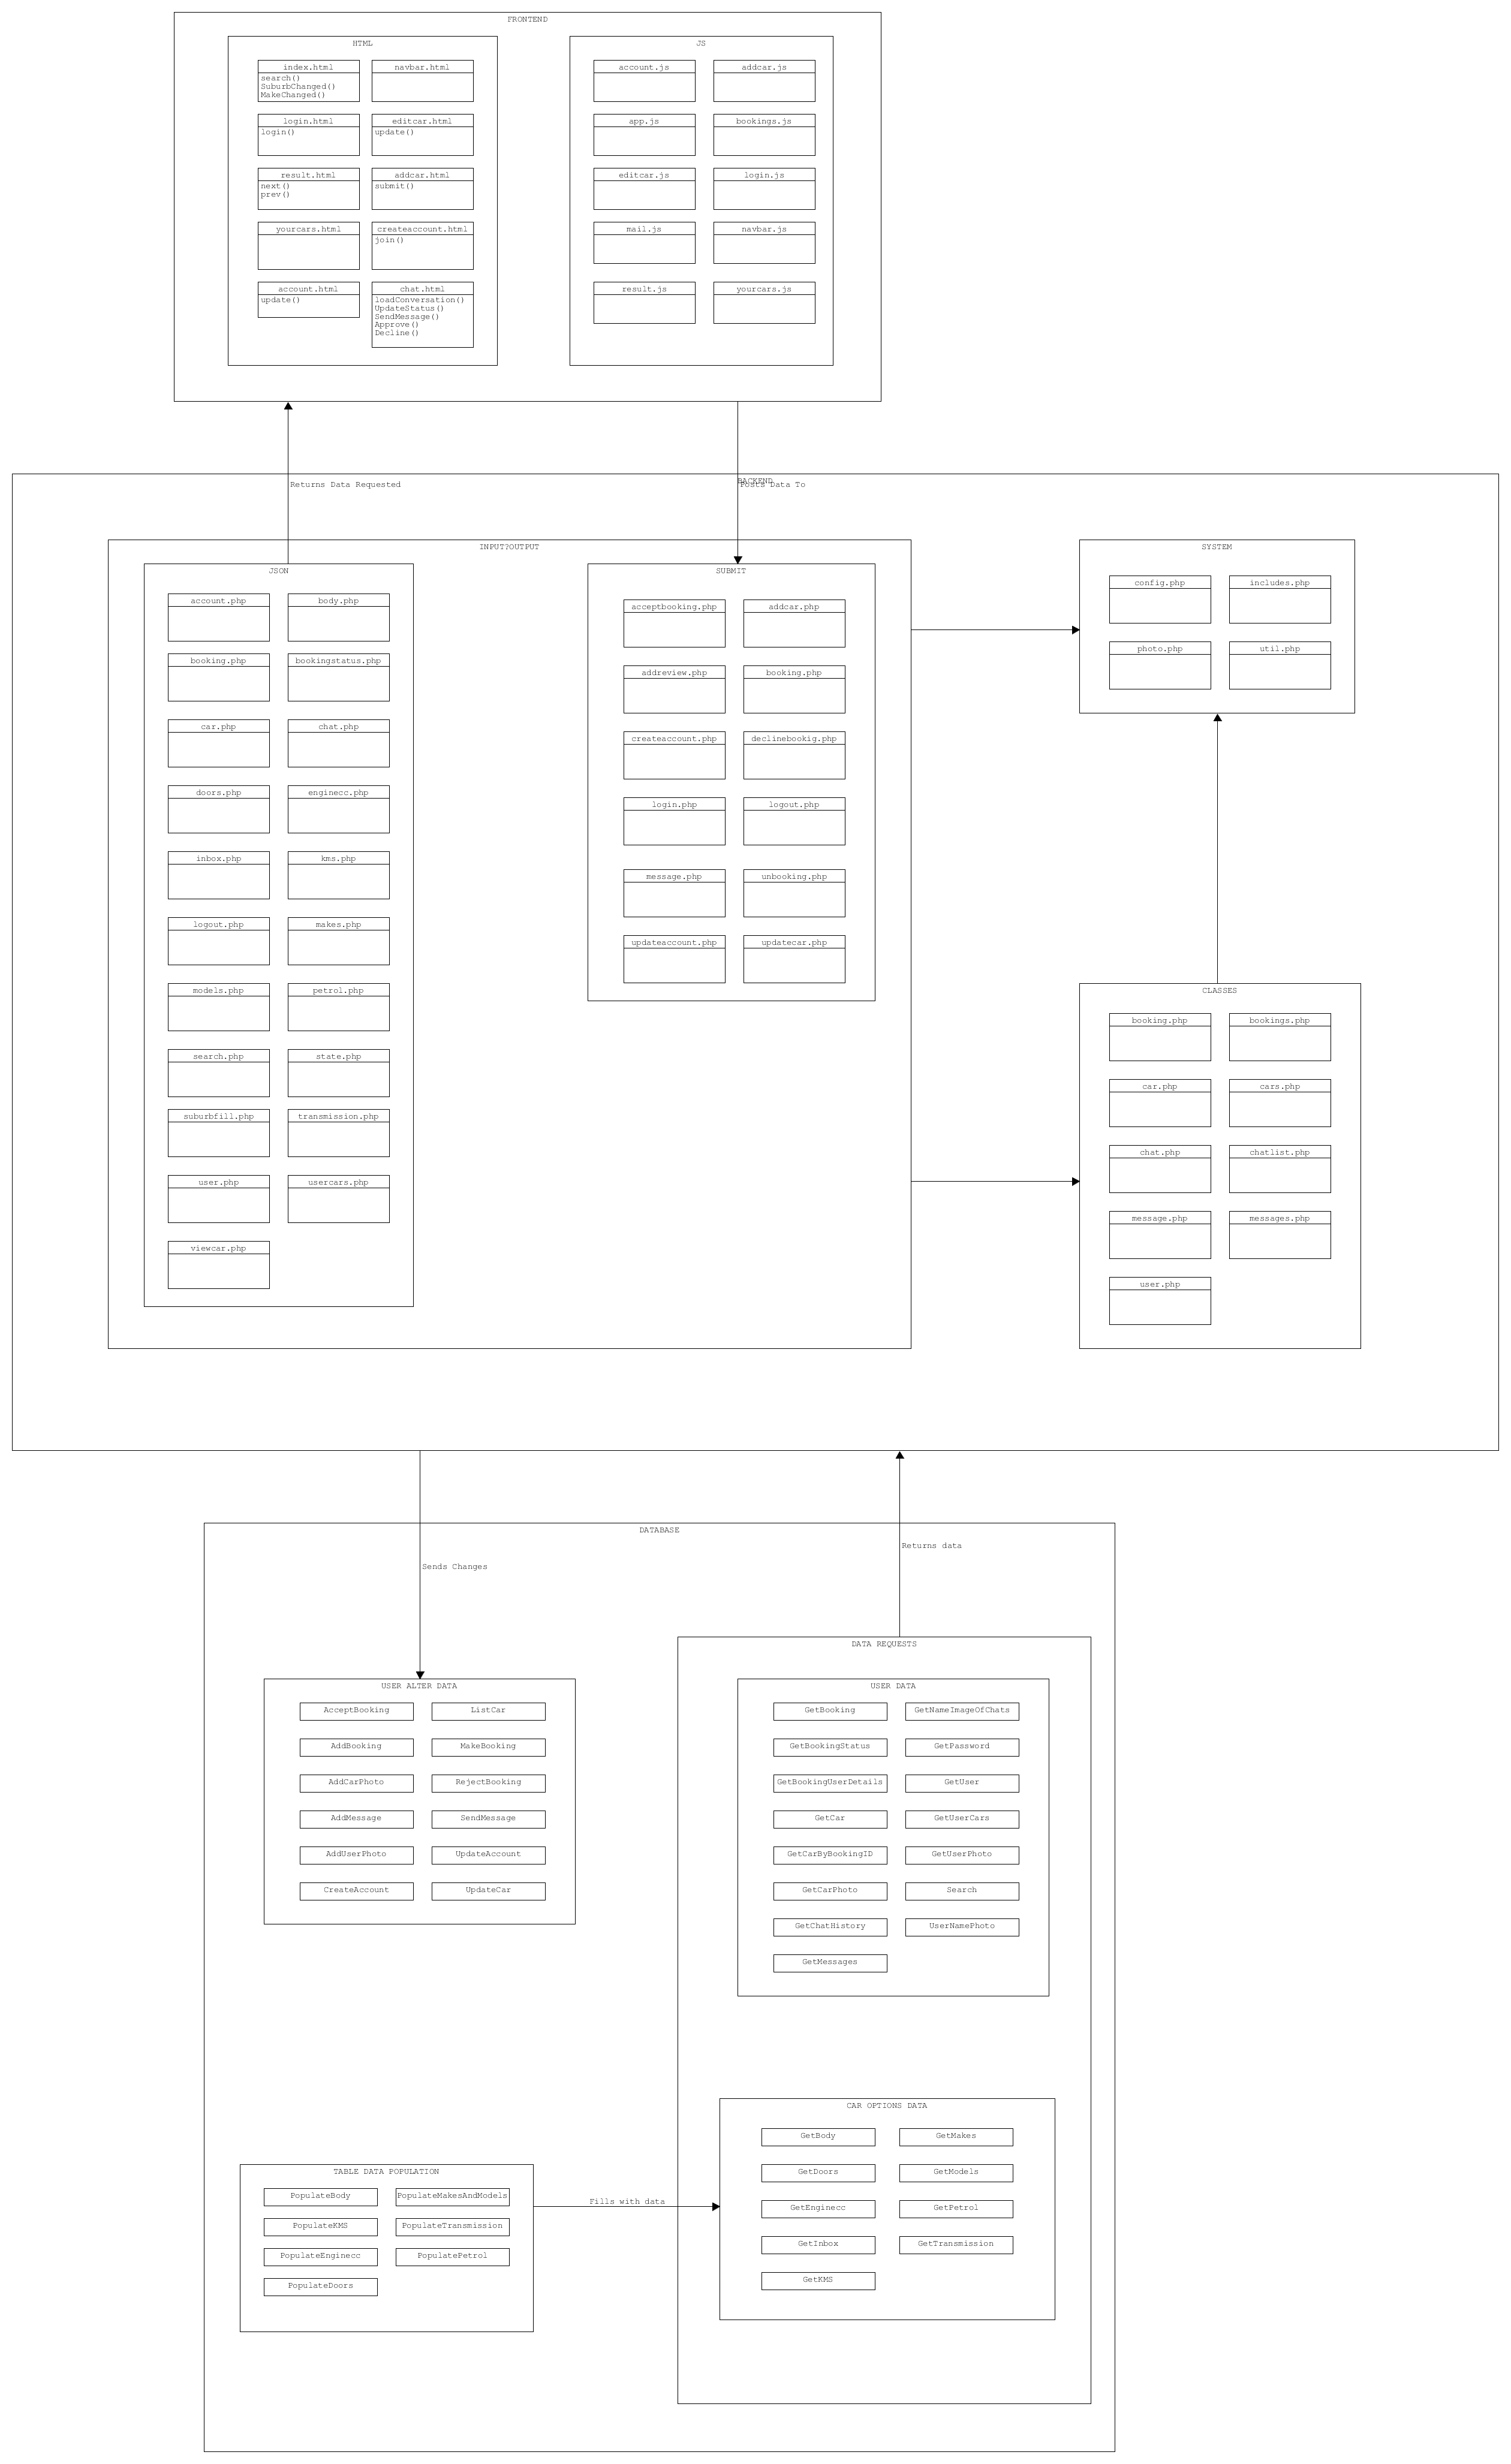 FRONTEND
HTML
index.html
search()
SuburbChanged()
MakeChanged()
navbar.html
login.html
login()
editcar.html
update()
result.html
next()
prev()
addcar.html
submit()
yourcars.html
createaccount.html
join()
account.html
update()
chat.html
loadConversation()
UpdateStatus()
SendMessage()
Approve()
Decline()
JS
account.js
addcar.js
app.js
bookings.js
editcar.js
login.js
mail.js
navbar.js
result.js
yourcars.js
BACKEND
Returns Data Requested
Posts Data To
INPUT?OUTPUT
JSON
account.php
body.php
booking.php
bookingstatus.php
car.php
chat.php
doors.php
enginecc.php
inbox.php
kms.php
logout.php
makes.php
models.php
petrol.php
search.php
state.php
suburbfill.php
transmission.php
user.php
usercars.php
viewcar.php
SUBMIT
acceptbooking.php
addcar.php
addreview.php
booking.php
createaccount.php
declinebookig.php
login.php
logout.php
message.php
unbooking.php
updateaccount.php
updatecar.php
SYSTEM
config.php
includes.php
photo.php
util.php
CLASSES
booking.php
bookings.php
car.php
cars.php
chat.php
chatlist.php
message.php
messages.php
user.php
DATABASE
Sends Changes
Returns data
USER ALTER DATA
AcceptBooking
ListCar
AddBooking
MakeBooking
AddCarPhoto
RejectBooking
AddMessage
SendMessage
AddUserPhoto
UpdateAccount
CreateAccount
UpdateCar
DATA REQUESTS
USER DATA
GetBooking
GetNameImageOfChats
GetBookingStatus
GetPassword
GetBookingUserDetails
GetUser
GetCar
GetUserCars
GetCarByBookingID
GetUserPhoto
GetCarPhoto
Search
GetChatHistory
UserNamePhoto
GetMessages
CAR OPTIONS DATA
GetBody
GetMakes
GetDoors
GetModels
GetEnginecc
GetPetrol
GetInbox
GetTransmission
GetKMS
TABLE DATA POPULATION
PopulateBody
PopulateMakesAndModels
PopulateKMS
PopulateTransmission
PopulateEnginecc
PopulatePetrol
PopulateDoors
Fills with data